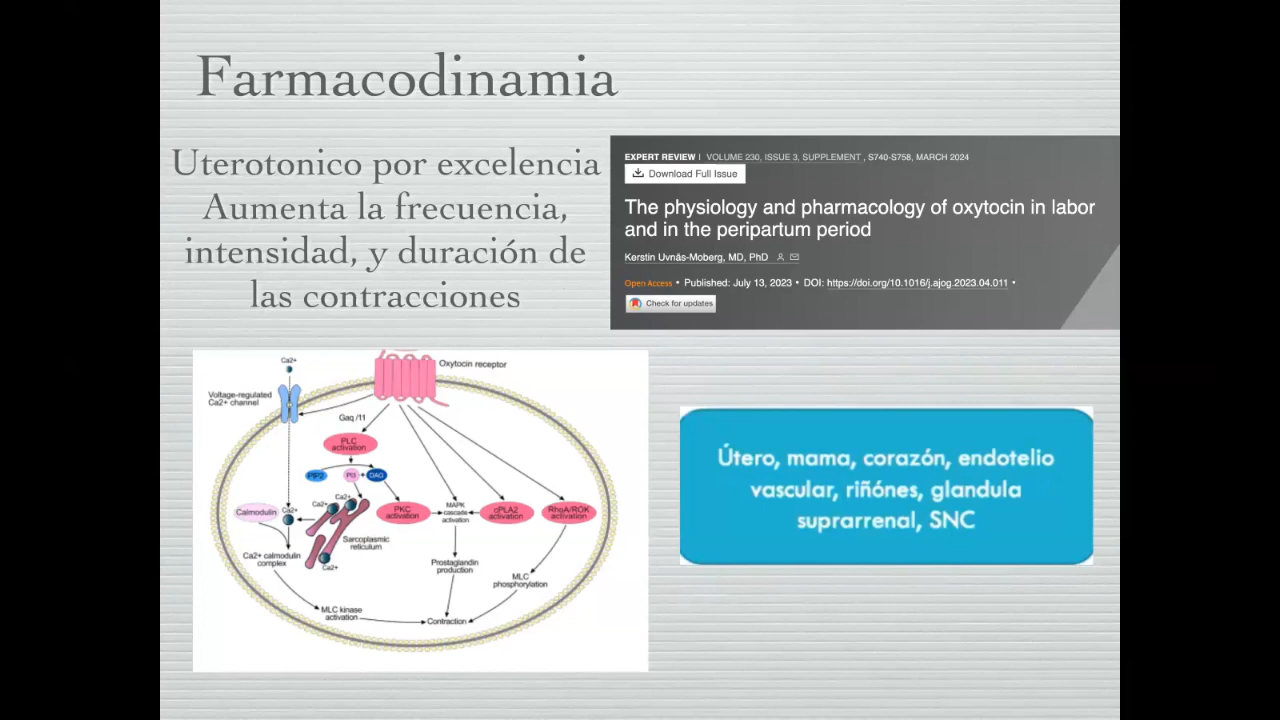 Farmacodinamia
Uterotonico por excelencia
Aumenta la frecuencia,
intensidad, y duración de
las contracciones
EXPERT REVIEW | VOLUME 230, ISSUE 3, SUPPLEMENT , S740-S758, MARCH 2024
Download Full Issue
The physiology and pharmacology of oxytocin in labor
and in the peripartum period
Kerstin Uvnäs-Moberg, MD, PhD
Open Access • Published: July 13, 2023 • DOI: https://doi.org/10.1016/j.ajog.2023.04.011 •
Check for updates
Ca2+
Oxytocin receptor
Voltage-regulated
Ca2+ channel
Gaq /11
PLC
activation
PIP2
+
DAG
Ca2+
Ca2+
Calmodulin
Ca2+
PKC
activation
MAPK
cascade
activation
cPLA2
activation
RhoA/ROK
activation
Sarcoplasmic
reticulum
Ca2+ calmodulin
complex
Ca2+
Prostaglandin
production
MLC
phosphorylation
MLC kinase
activation
Contraction
Útero, mama, corazón, endotelio
vascular, riñónes, glandula
suprarrenal, SNC